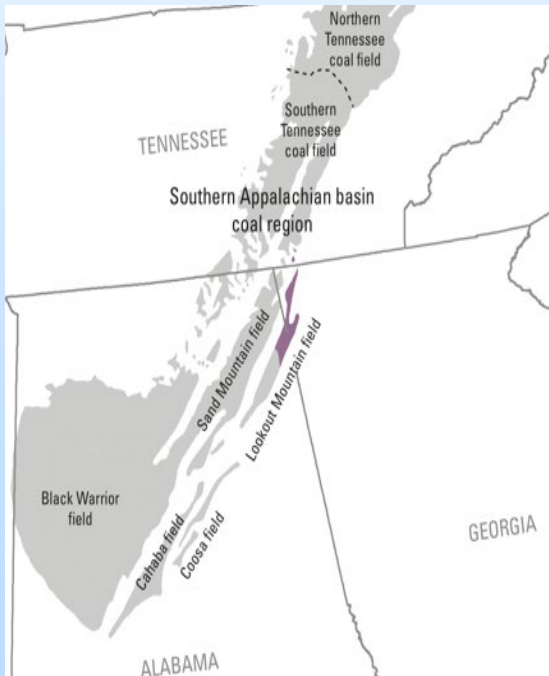 Northern
Tennessee
coal field
Southern
Tennessee
coal field
TENNESSEE
Southern Appalachian basin
coal region
Sand Mountain field
Lookout Mountain field
Black Warrior
field
Cahaba field
Coosa field
GEORGIA
ALABAMA